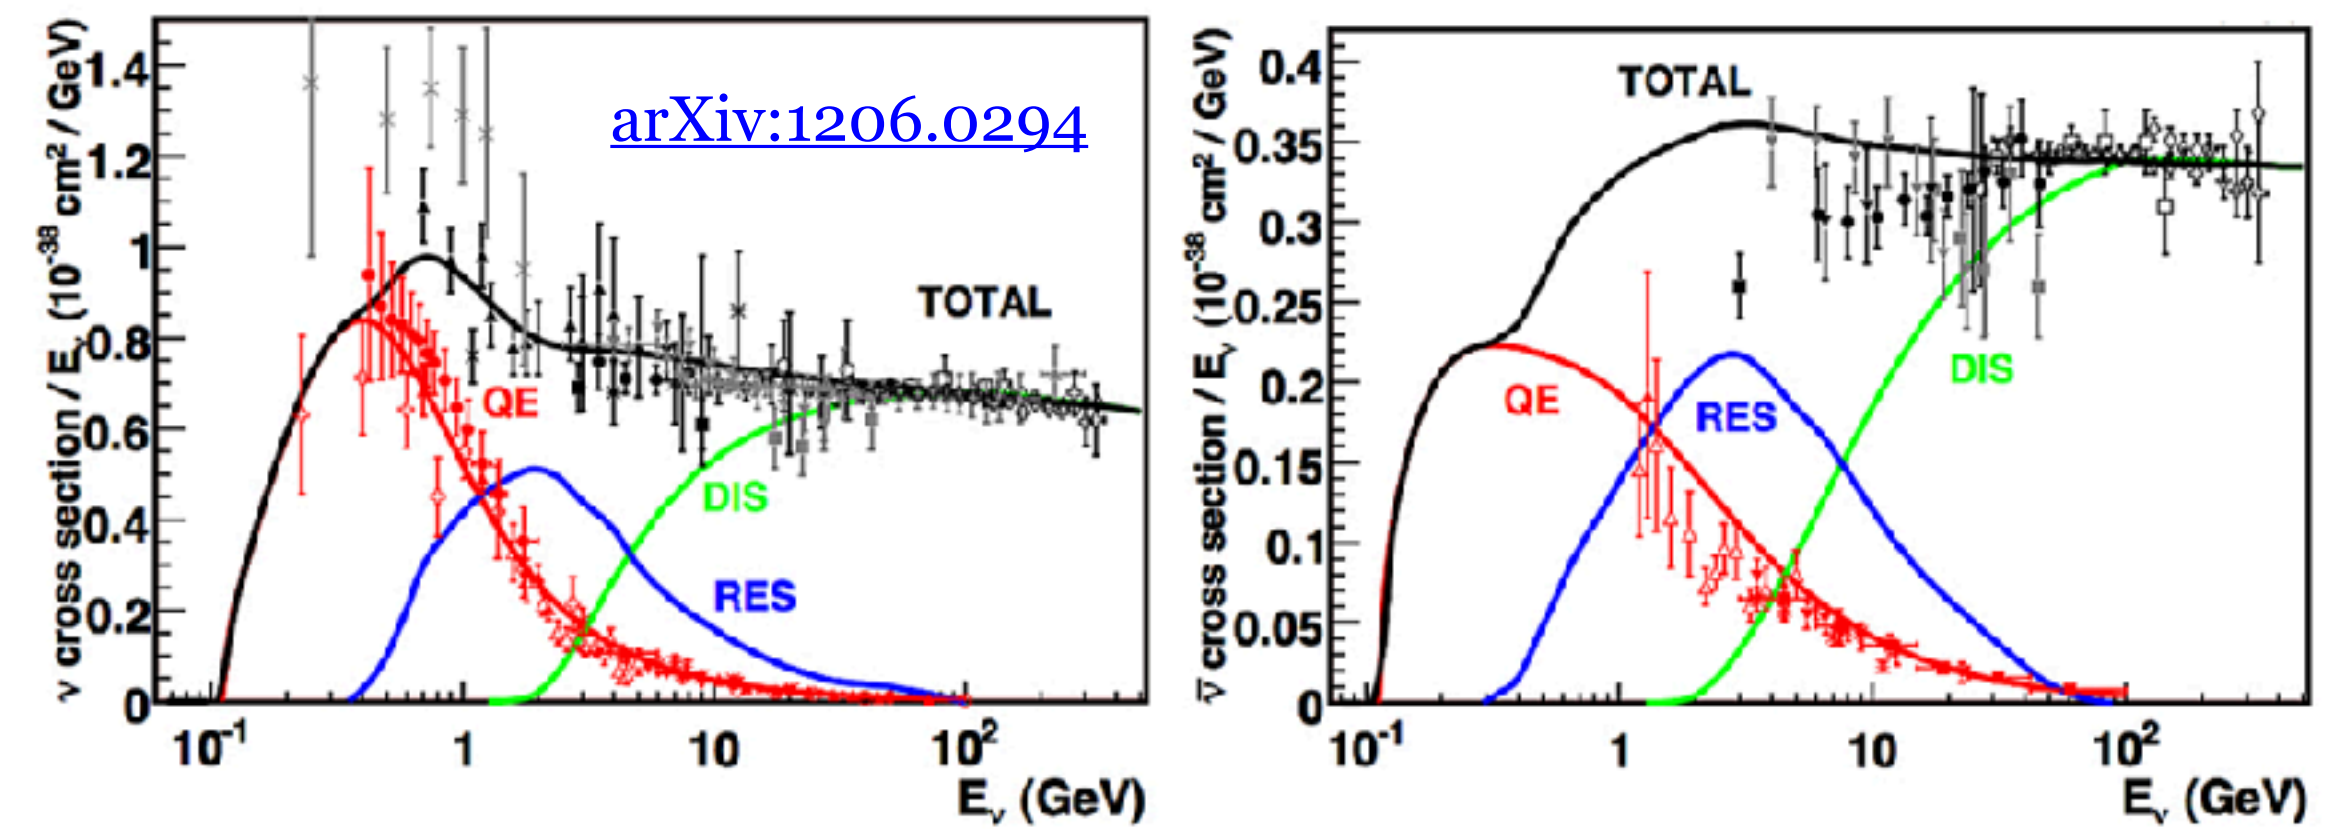 ν cross section / Eν (10-38 cm2 / GeV)
1.4
1.2
1
0.8
0.6
0.4
0.2
0
arXiv:1206.0294
TOTAL
QE
DIS
RES
10-1
1
10
102
Eν (GeV)
ν̅ cross section / Eν (10-38 cm2 / GeV)
0.4
0.35
0.3
0.25
0.2
0.15
0.1
0.05
0
TOTAL
QE
RES
DIS
10-1
1
10
102
Eν (GeV)